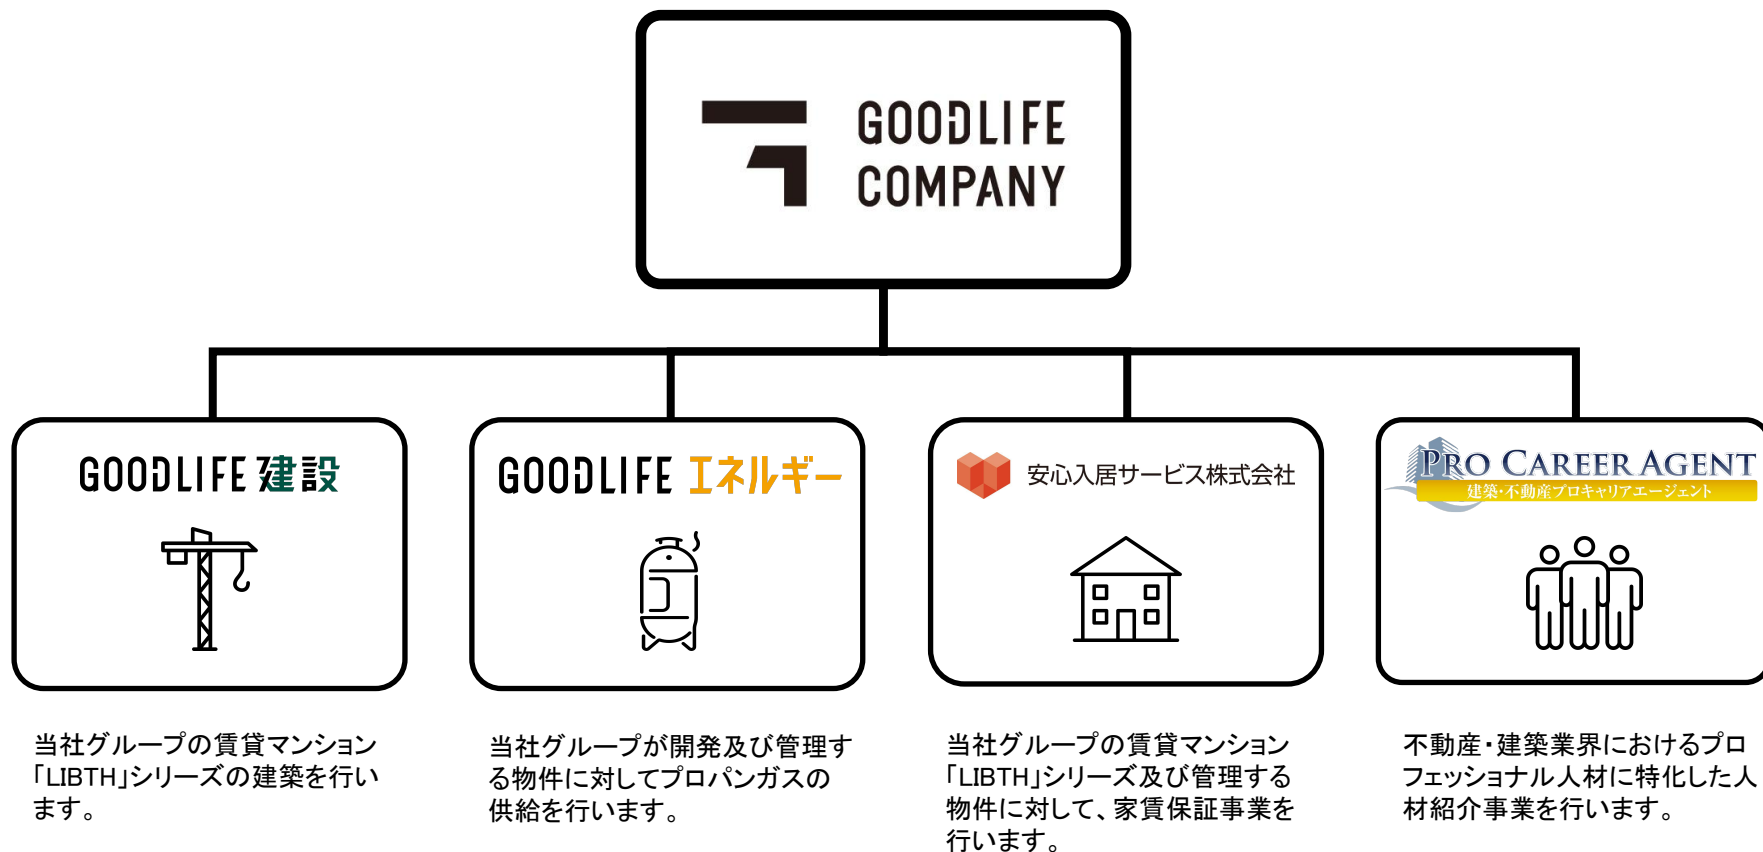 GOODLIFE
COMPANY
GOODLIFE 建設
当社グループの賃貸マンション
「LIBTH」シリーズの建築を行い
ます。
GOODLIFE エネルギー
当社グループが開発及び管理す
る物件に対してプロパンガスの
供給を行います。
安心入居サービス株式会社
当社グループの賃貸マンション
「LIBTH」シリーズ及び管理する
物件に対して、家賃保証事業を
行います。
PRO CAREER AGENT
建築・不動産プロキャリアエージェント
不動産・建築業界におけるプロ
フェッショナル人材に特化した人
材紹介事業を行います。